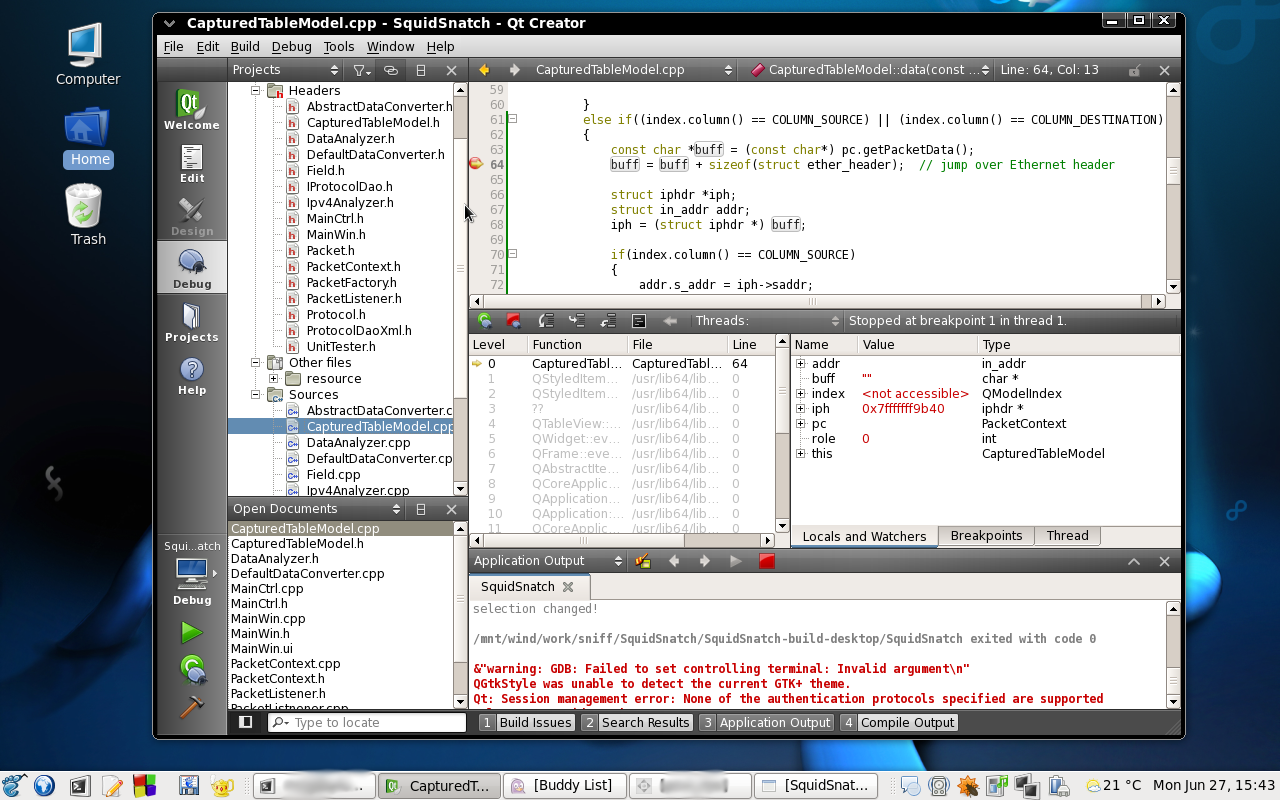 CapturedTableModel.cpp - SquidSnatch - Qt Creator
File Edit Build Debug Tools Window Help
Computer
Home
Trash
Welcome
Edit
Design
Debug
Projects
Help
Squi...atch
Debug
Projects
Headers
AbstractDataConverter.h
CapturedTableModel.h
DataAnalyzer.h
DefaultDataConverter.h
Field.h
IProtocolDao.h
Ipv4Analyzer.h
MainCtrl.h
MainWin.h
Packet.h
PacketContext.h
PacketFactory.h
PacketListener.h
Protocol.h
ProtocolDaoXml.h
UnitTester.h
Other files
resource
Sources
AbstractDataConverter.c
CapturedTableModel.cpp
DataAnalyzer.cpp
DefaultDataConverter.cp
Field.cpp
Ipv4Analyzer.cpp
Open Documents
CapturedTableModel.cpp
CapturedTableModel.h
DataAnalyzer.h
DefaultDataConverter.cpp
MainCtrl.cpp
MainCtrl.h
MainWin.cpp
MainWin.h
MainWin.ui
PacketContext.cpp
PacketContext.h
PacketListener.h
PacketListnener.cpp
CapturedTableModel.cpp CapturedTableModel::data(const ... Line: 64, Col: 13
59
60 }
61 else if((index.column() == COLUMN_SOURCE) || (index.column() == COLUMN_DESTINATION)
62 {
63 const char *buff = (const char*) pc.getPacketData();
64 buff = buff + sizeof(struct ether_header); // jump over Ethernet header
65
66 struct iphdr *iph;
67 struct in_addr addr;
68 iph = (struct iphdr *) buff;
69
70 if(index.column() == COLUMN_SOURCE)
71 {
72 addr.s_addr = iph->saddr;
Threads: Stopped at breakpoint 1 in thread 1.
Level Function File Line
0 CapturedTabl... CapturedTabl... 64
1 QStyledItem... /usr/lib64/lib... 0
2 QStyledItem... /usr/lib64/lib... 0
3 ?? /usr/lib64/lib... 0
4 QTableView::... /usr/lib64/lib... 0
5 QWidget::ev... /usr/lib64/lib... 0
6 QFrame::eve... /usr/lib64/lib... 0
7 QAbstractIte... /usr/lib64/lib... 0
8 QCoreApplic... /usr/lib64/lib... 0
9 QApplication... /usr/lib64/lib... 0
10 QApplication:... /usr/lib64/lib... 0
11 QCoreApplic... /usr/lib64/lib... 0
Name Value Type
addr in_addr
buff "" char *
index <not accessible> QModelIndex
iph 0x7fffffff9b40 iphdr *
pc PacketContext
role 0 int
this CapturedTableModel
Locals and Watchers Breakpoints Thread
Application Output
SquidSnatch
selection changed!
/mnt/wind/work/sniff/SquidSnatch/SquidSnatch-build-desktop/SquidSnatch exited with code 0
&"warning: GDB: Failed to set controlling terminal: Invalid argument\n"
QGtkStyle was unable to detect the current GTK+ theme.
Qt: Session management error: None of the authentication protocols specified are supported
Type to locate 1 Build Issues 2 Search Results 3 Application Output 4 Compile Output
CapturedT... [Buddy List] [SquidSnat... 21 °C Mon Jun 27, 15:43